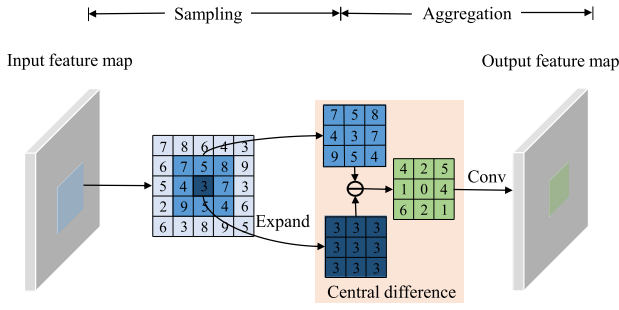 Sampling Aggregation
Input feature map Output feature map
7 8 6 4 3
6 7 5 8 9
5 4 3 7 3
2 9 5 4 6
6 3 8 9 5
Expand
7 5 8
4 3 7
9 5 4
3 3 3
3 3 3
3 3 3
4 2 5
1 0 4
6 2 1
Conv
Central difference